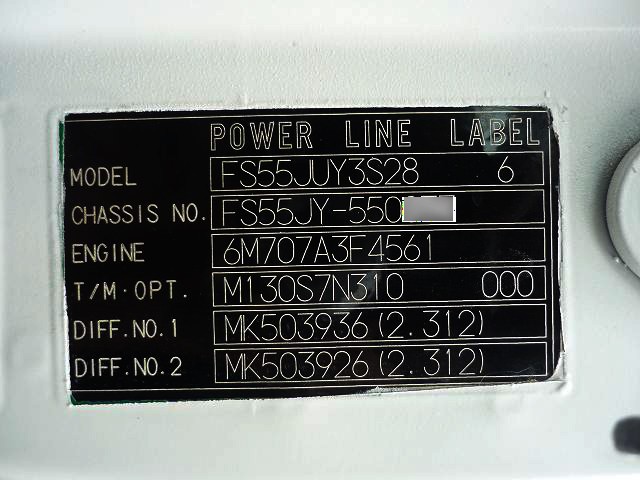 POWER LINE LABEL
MODEL FS55JUY3S28 6
CHASSIS NO. FS55JY-550
ENGINE 6M707A3F4561
T/M·OPT. M130S7N310 000
DIFF.NO.1 MK503936(2.312)
DIFF.NO.2 MK503926(2.312)